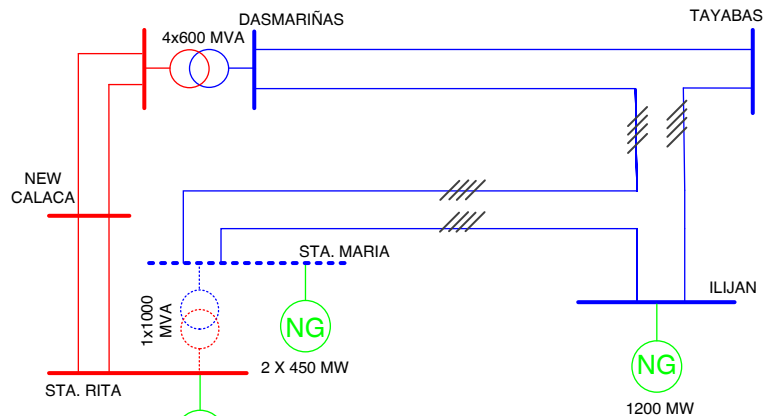 DASMARIÑAS
TAYABAS
4x600 MVA
NEW
CALACA
STA. MARIA
ILIJAN
1x1000
MVA
NG
2 X 450 MW
NG
STA. RITA
1200 MW